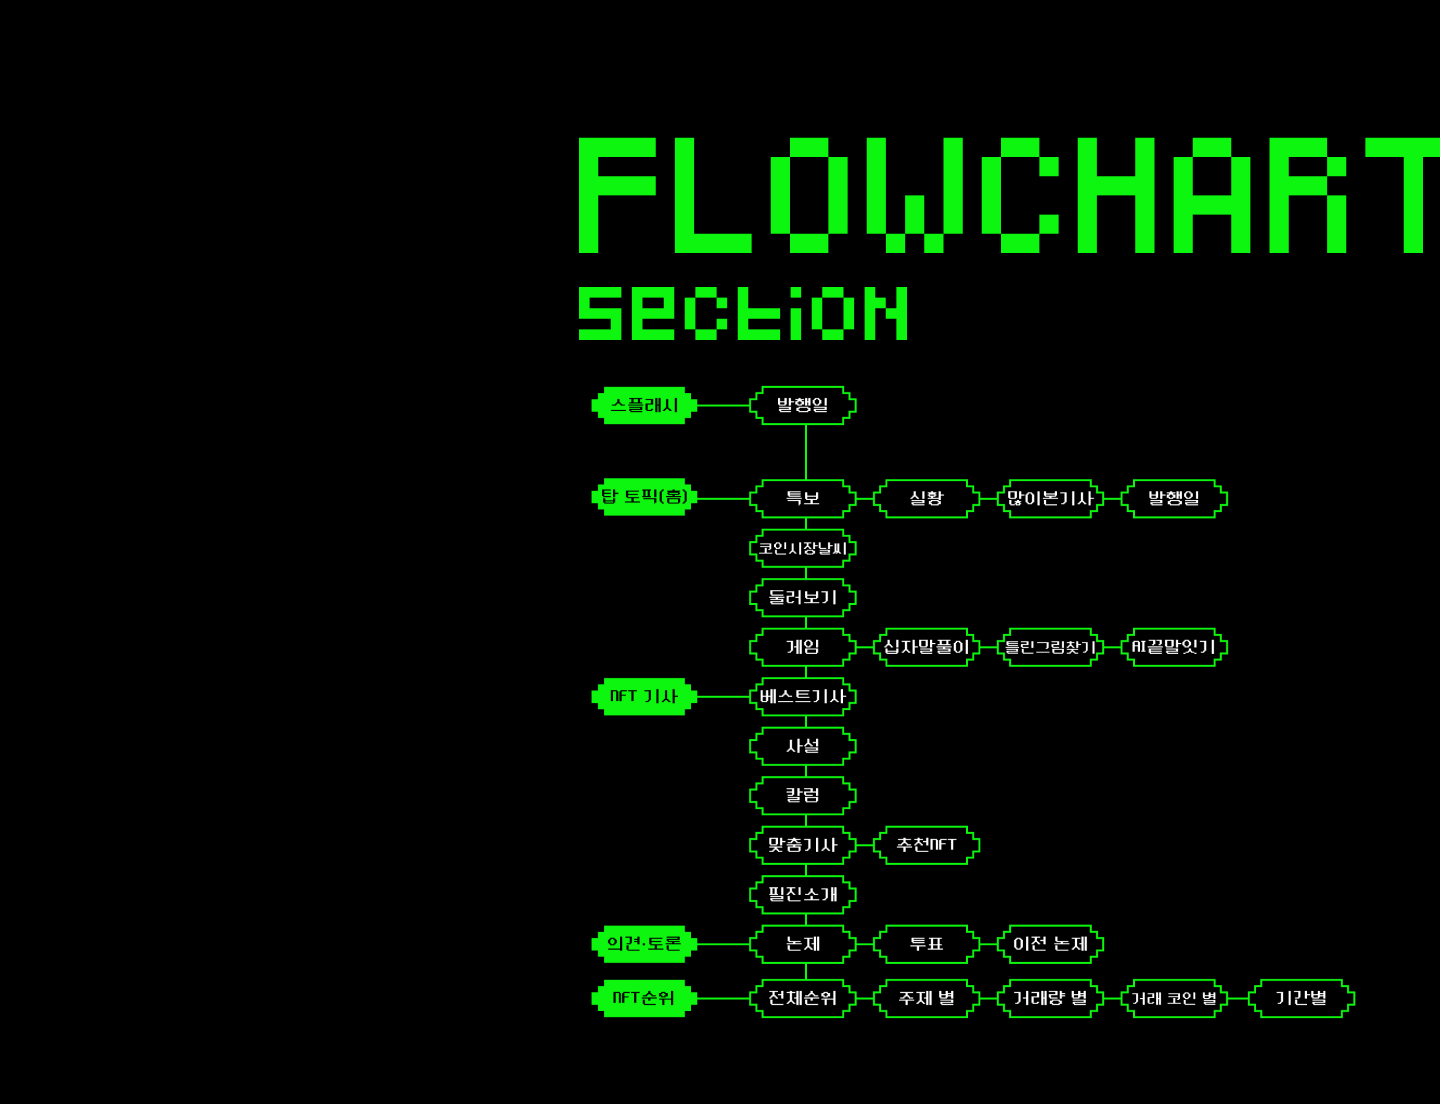 FLOWCHART
section
스플래시 발행일
탑 토픽(홈) 특보 실황 많이본기사 발행일
코인시장날씨
둘러보기
게임 십자말풀이 틀린그림찾기 AI끝말잇기
NFT 기사 베스트기사
사설
칼럼
맞춤기사 추천NFT
필진소개
의견·토론 논제 투표 이전 논제
NFT순위 전체순위 주제 별 거래량 별 거래 코인 별 기간별